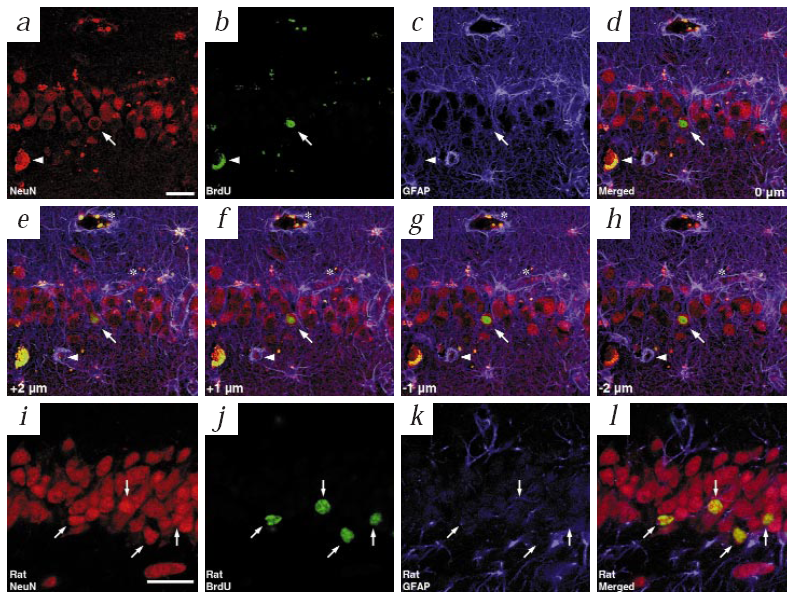 a
b
c
d
NeuN
BrdU
GFAP
Merged
0 μm
e
f
g
h
*
*
*
*
*
*
*
*
+2 μm
+1 μm
-1 μm
-2 μm
i
j
k
l
Rat
NeuN
Rat
BrdU
Rat
GFAP
Rat
Merged